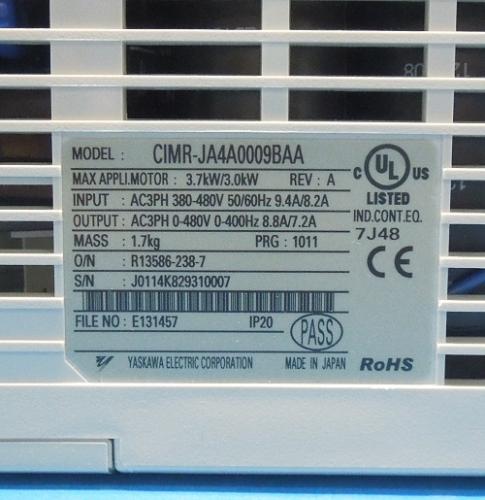 MODEL : CIMR-JA4A0009BAA
MAX APPLI.MOTOR : 3.7kW/3.0kW REV : A
INPUT : AC3PH 380-480V 50/60Hz 9.4A/8.2A
OUTPUT : AC3PH 0-480V 0-400Hz 8.8A/7.2A
MASS : 1.7kg PRG : 1011
O/N : R13586-238-7
S/N : J0114K829310007
FILE NO : E131457 IP20
PASS
YASKAWA ELECTRIC CORPORATION MADE IN JAPAN
C UL US
LISTED
IND.CONT.EQ.
7J48
CE
RoHS